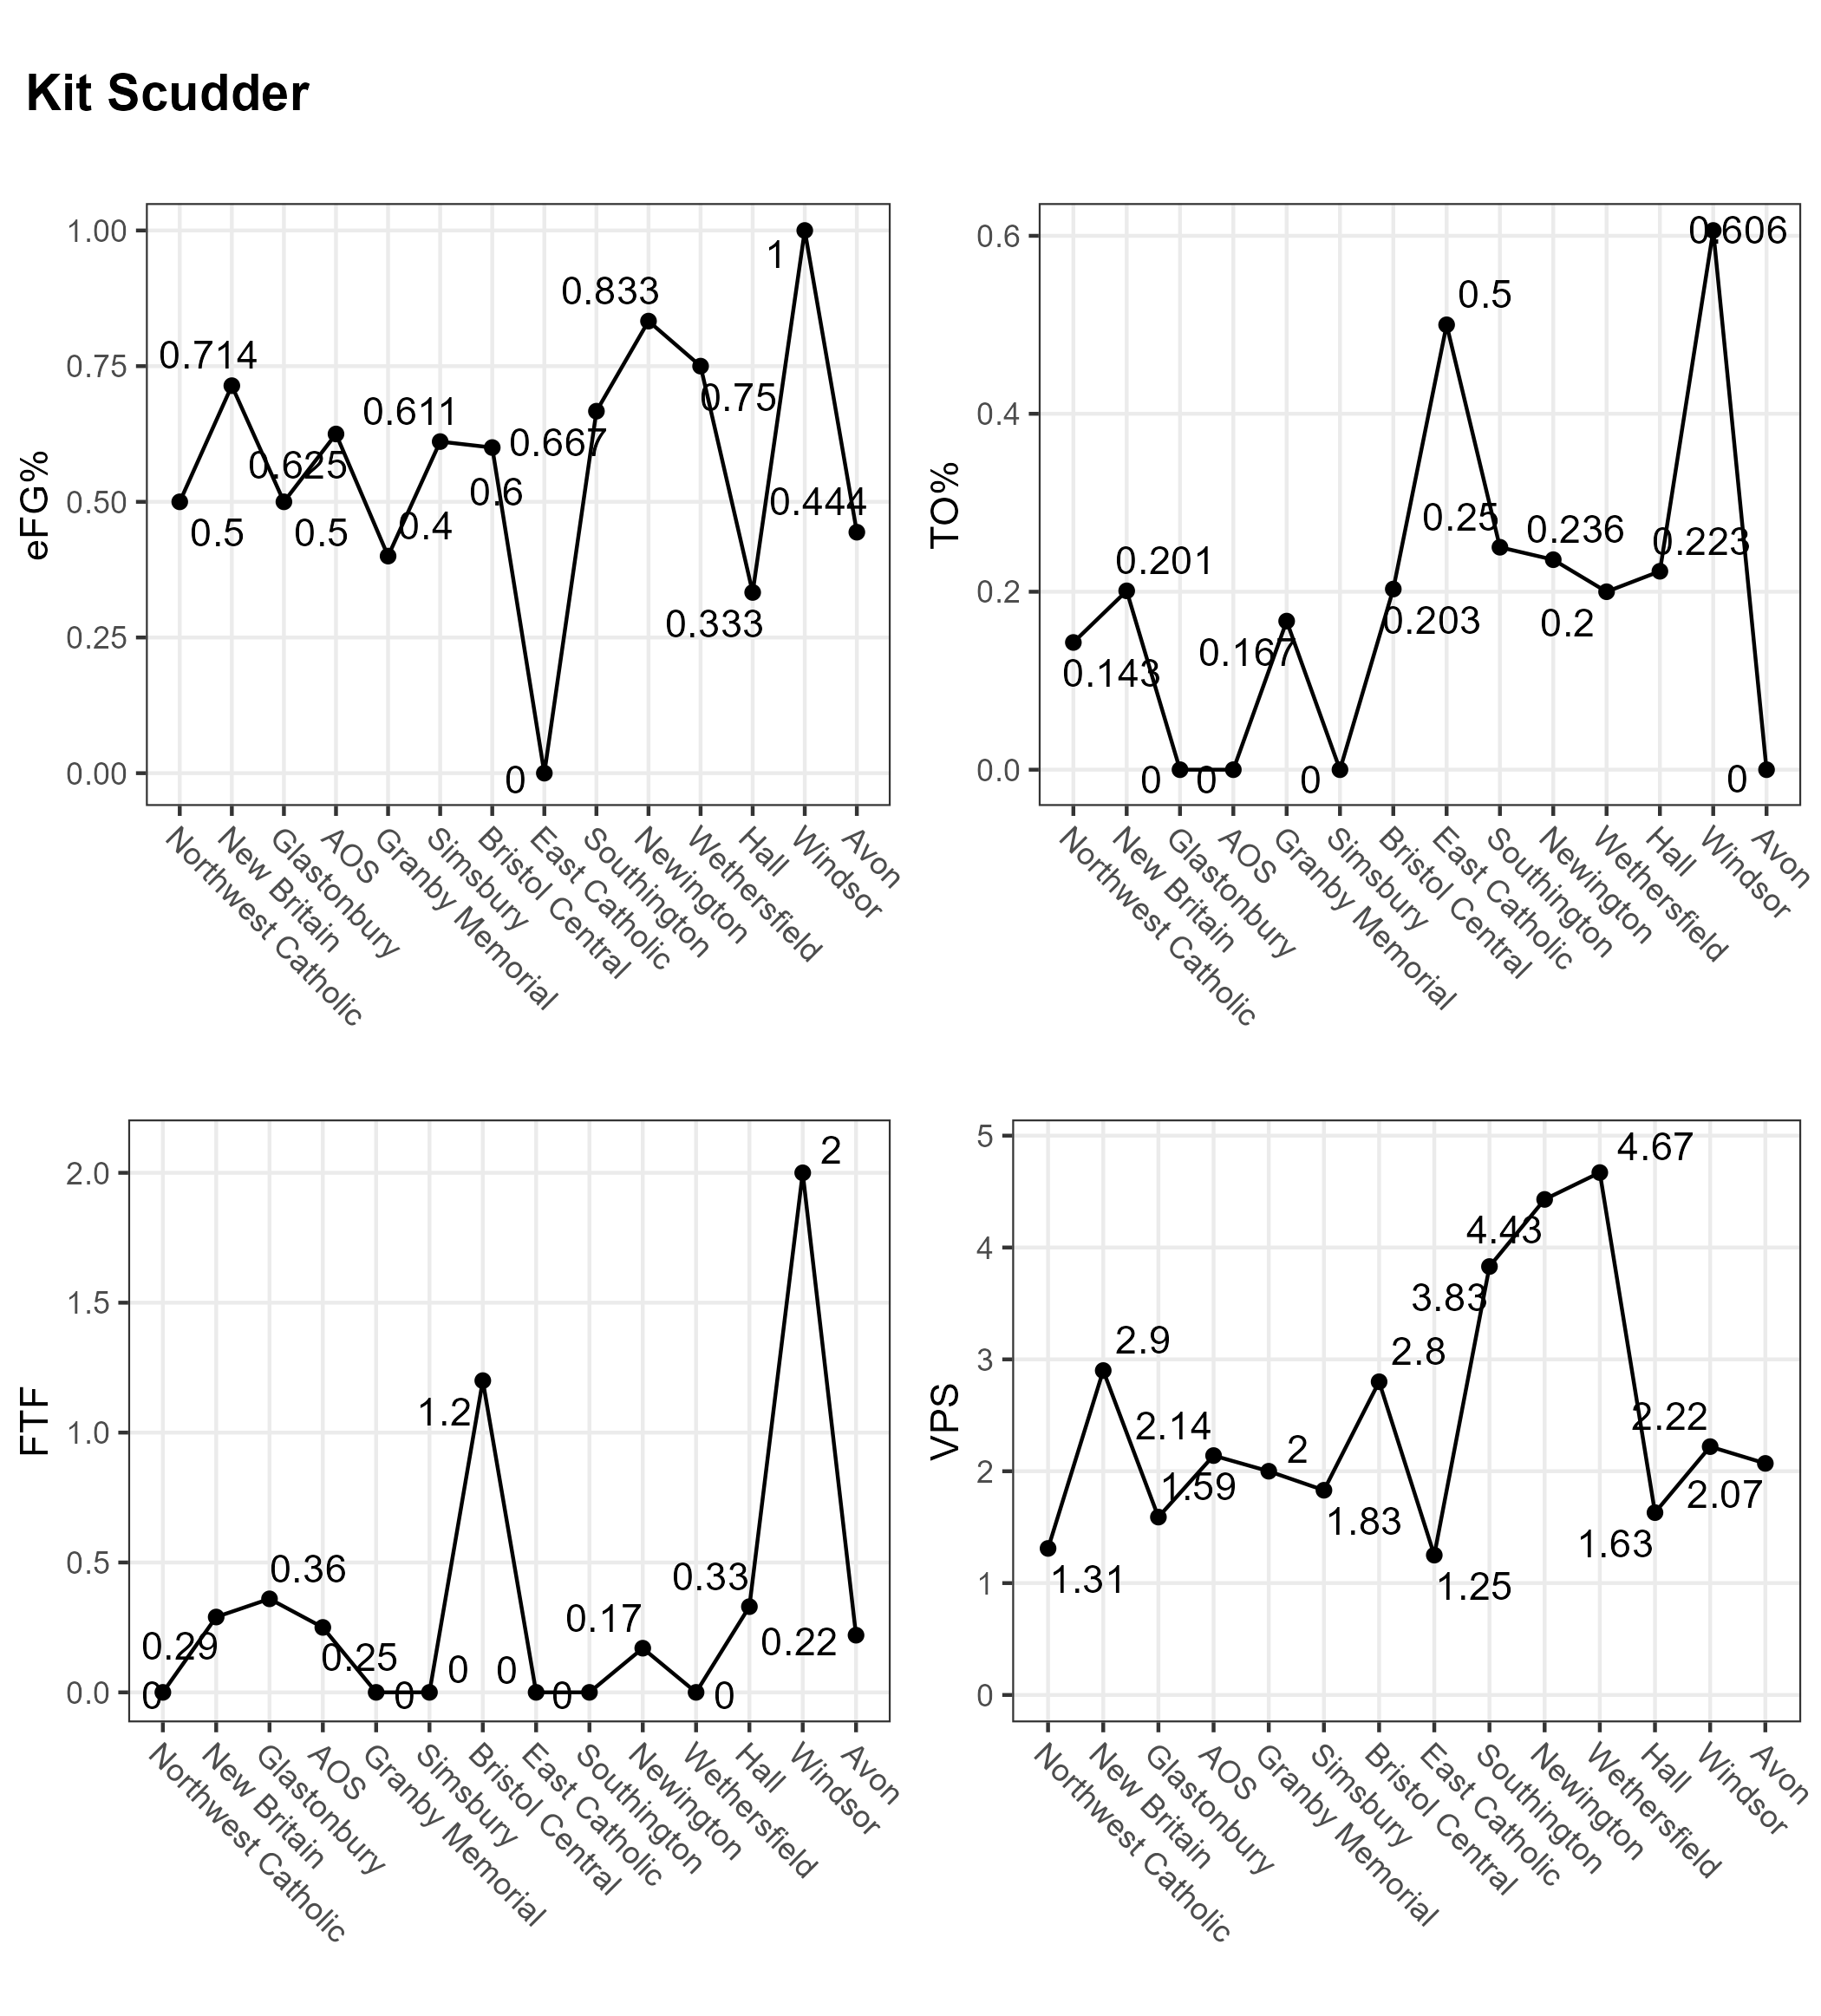 Kit Scudder
eFG%
1.00
0.75
0.50
0.25
0.00
0.5
0.714
0.5
0.625
0.4
0.611
0.6
0
0.667
0.833
0.75
0.333
1
0.444
Northwest Catholic
New Britain
Glastonbury
AOS
Granby Memorial
Simsbury
Bristol Central
East Catholic
Southington
Newington
Wethersfield
Hall
Windsor
Avon
TO%
0.6
0.4
0.2
0.0
0.143
0.201
0
0
0.167
0
0.203
0.5
0.25
0.236
0.2
0.223
0.606
0
Northwest Catholic
New Britain
Glastonbury
AOS
Granby Memorial
Simsbury
Bristol Central
East Catholic
Southington
Newington
Wethersfield
Hall
Windsor
Avon
FTF
2.0
1.5
1.0
0.5
0.0
0
0.29
0.36
0.25
0
0
1.2
0
0
0.17
0
0.33
2
0.22
Northwest Catholic
New Britain
Glastonbury
AOS
Granby Memorial
Simsbury
Bristol Central
East Catholic
Southington
Newington
Wethersfield
Hall
Windsor
Avon
VPS
5
4
3
2
1
0
1.31
2.9
1.59
2.14
2
1.83
2.8
1.25
3.83
4.43
4.67
1.63
2.22
2.07
Northwest Catholic
New Britain
Glastonbury
AOS
Granby Memorial
Simsbury
Bristol Central
East Catholic
Southington
Newington
Wethersfield
Hall
Windsor
Avon